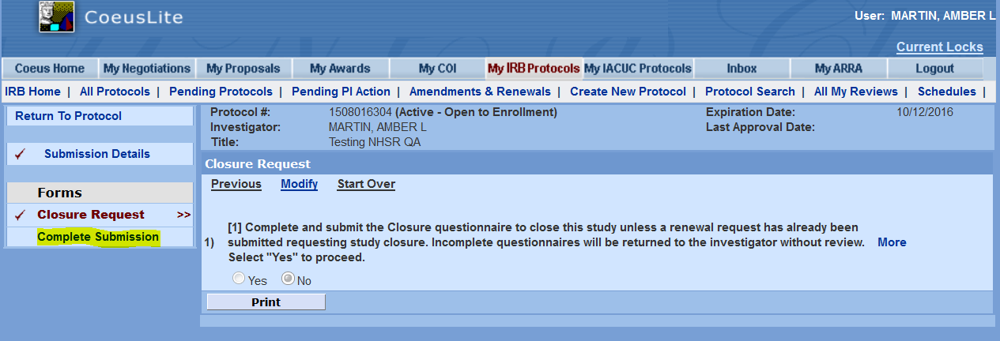 CoeusLite
User: MARTIN, AMBER L
Current Locks
Coeus Home My Negotiations My Proposals My Awards My COI My IRB Protocols My IACUC Protocols Inbox My ARRA Logout
IRB Home | All Protocols | Pending Protocols | Pending PI Action | Amendments & Renewals | Create New Protocol | Protocol Search | All My Reviews | Schedules |
Return To Protocol
Submission Details
Forms
Closure Request >>
Complete Submission
Protocol #: 1508016304 (Active - Open to Enrollment) Expiration Date: 10/12/2016
Investigator: MARTIN, AMBER L Last Approval Date:
Title: Testing NHSR QA
Closure Request
Previous Modify Start Over
[1] Complete and submit the Closure questionnaire to close this study unless a renewal request has already been
1) submitted requesting study closure. Incomplete questionnaires will be returned to the investigator without review. More
Select "Yes" to proceed.
Yes No
Print